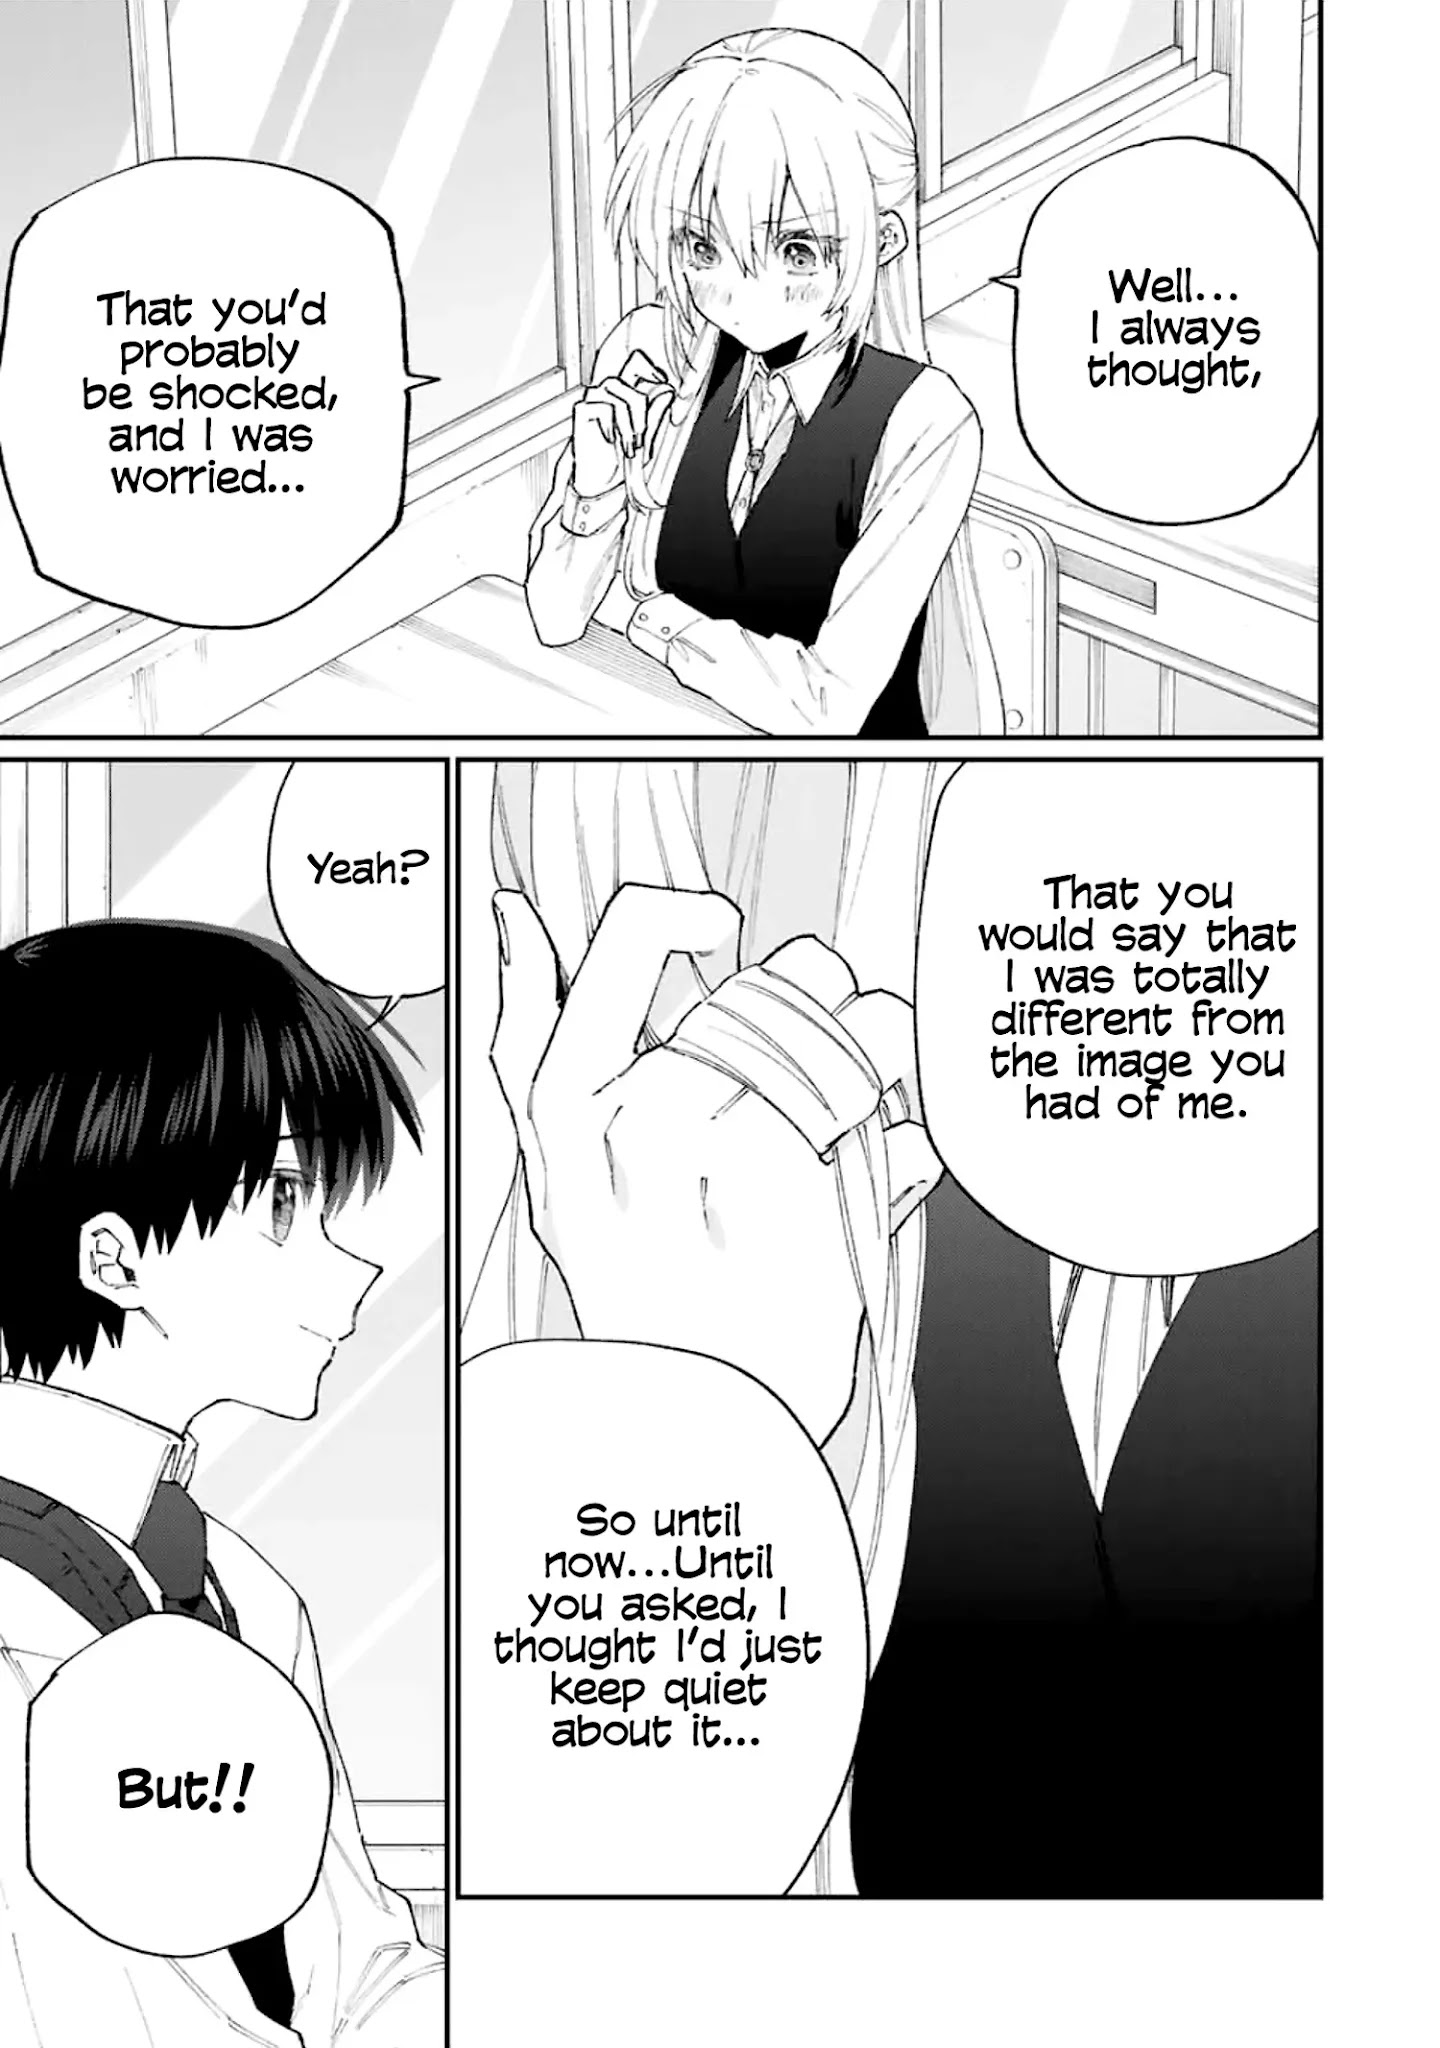 Well...
I always
thought,
That you'd
probably
be shocked,
and I was
worried...
That you
would say that
I was totally
different from
the image you
had of me.
So until
now...Until
you asked, I
thought I'd just
keep quiet
about it...
Yeah?
But!!